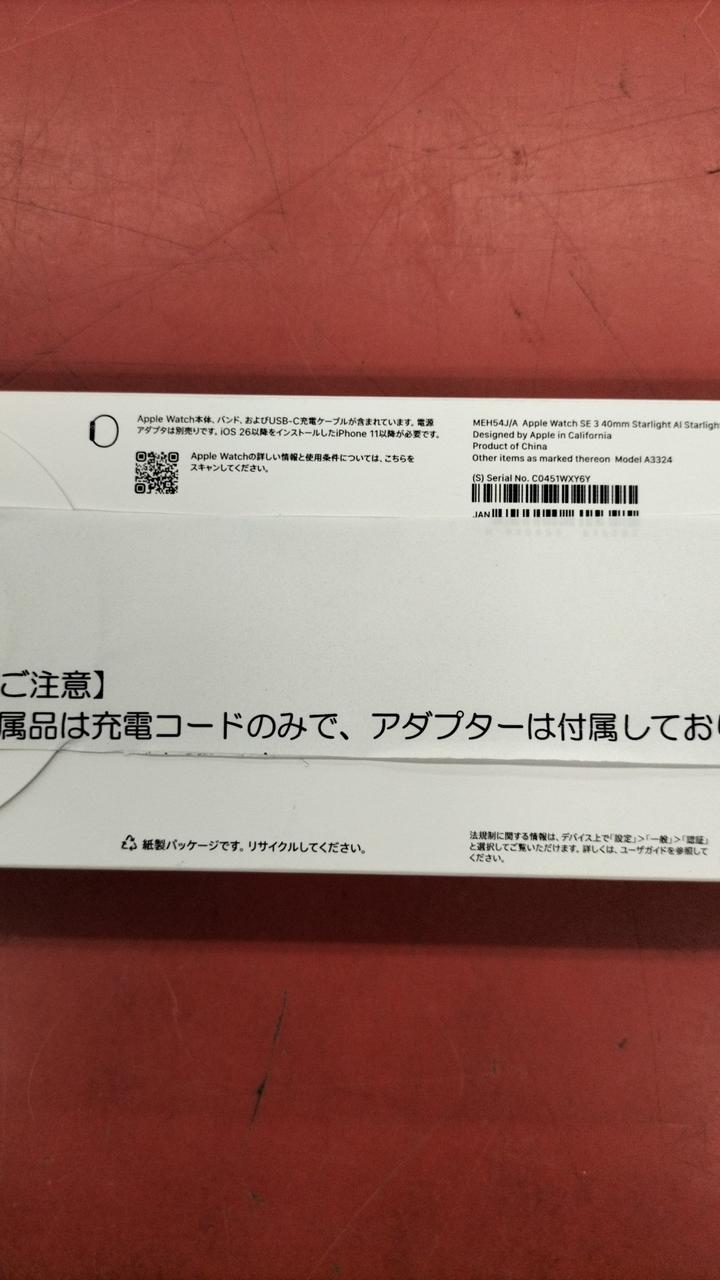 Apple Watch本体、バンド、およびUSB-C充電ケーブルが含まれています。電源
アダプタは別売りです。iOS 26以降をインストールしたiPhone 11以降が必要です。
Apple Watchの詳しい情報と使用条件については、こちらを
スキャンしてください。
MEH54J/A Apple Watch SE 3 40mm Starlight Al Starlight
Designed by Apple in California
Product of China
Other items as marked thereon Model A3324
(S) Serial No. C0451WXY6Y
JAN
ご注意】
属品は充電コードのみで、アダプターは付属してお
紙製パッケージです。リサイクルしてください。
法規制に関する情報は、デバイス上で「設定」>「一般」>「認証」
と選択してご覧いただけます。詳しくは、ユーザガイドを参照して
ください。